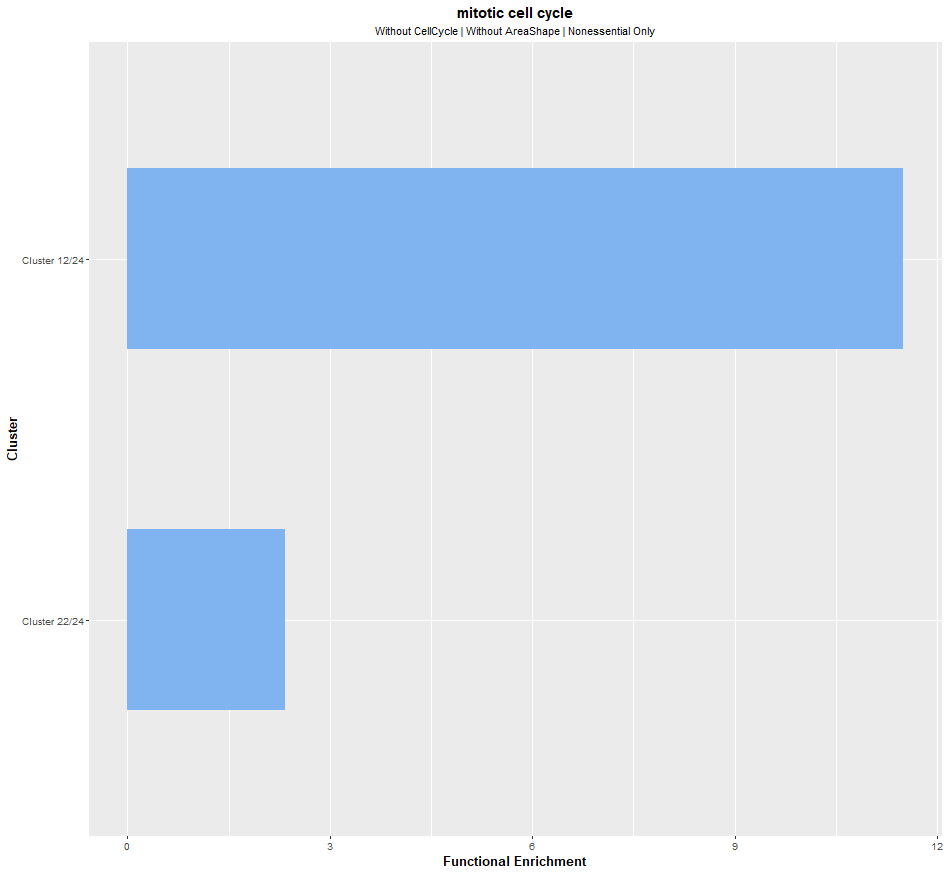 mitotic cell cycle
Without CellCycle | Without AreaShape | Nonessential Only
Cluster
Cluster 12/24
Cluster 22/24
0 3 6 9 12
Functional Enrichment